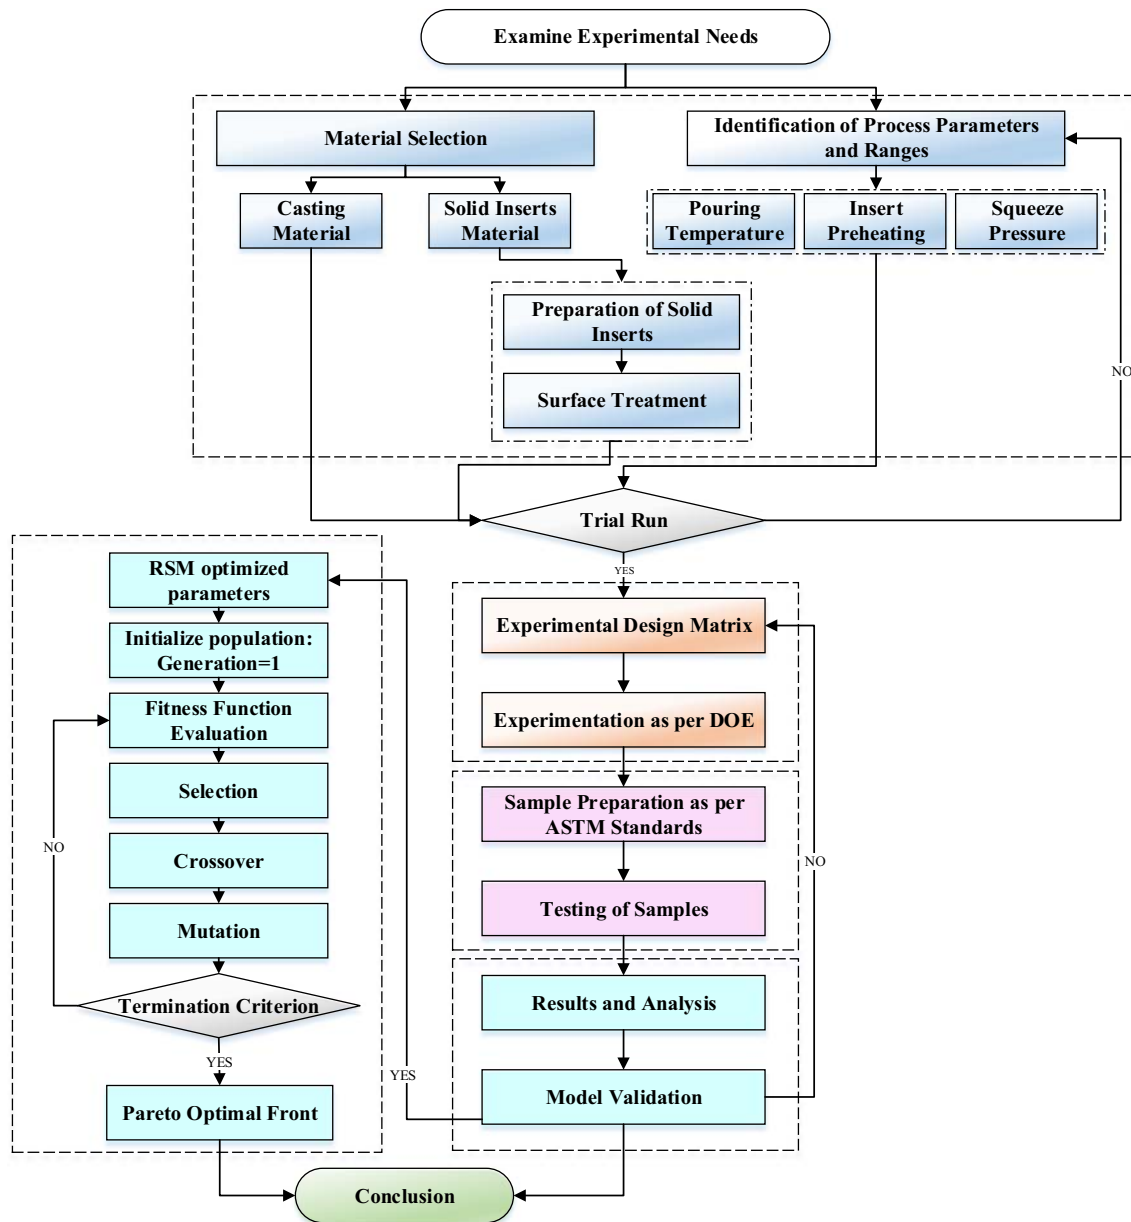 Examine Experimental Needs
Material Selection
Identification of Process Parameters
and Ranges
Casting
Material
Solid Inserts
Material
Pouring
Temperature
Insert
Preheating
Squeeze
Pressure
Preparation of Solid
Inserts
Surface Treatment
NO
Trial Run
YES
RSM optimized
parameters
Initialize population:
Generation=1
Fitness Function
Evaluation
Selection
Crossover
Mutation
NO
Termination Criterion
YES
Pareto Optimal Front
Experimental Design Matrix
Experimentation as per DOE
Sample Preparation as per
ASTM Standards
Testing of Samples
NO
Results and Analysis
Model Validation
YES
Conclusion